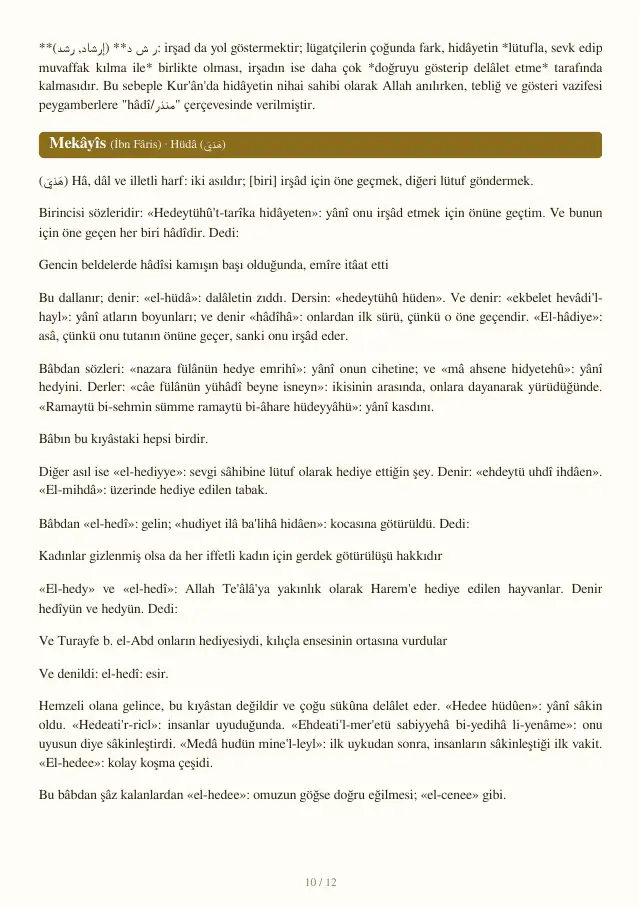 **(ر ش د** (إرشاد, رشد: irşad da yol göstermektir; lügatçilerin çoğunda fark, hidâyetin *lütufla, sevk edip
muvaffak kılma ile* birlikte olması, irşadın ise daha çok *doğruyu gösterip delâlet etme* tarafında
kalmasıdır. Bu sebeple Kur'ân'da hidâyetin nihai sahibi olarak Allah anılırken, tebliğ ve gösteri vazifesi
peygamberlere "hâdî/منذر" çerçevesinde verilmiştir.
Mekâyîs (İbn Fâris) · Hüdâ (هَدَيَ)
(هَدَيَ) Hâ, dâl ve illetli harf: iki asıldır; [biri] irşâd için öne geçmek, diğeri lütuf göndermek.
Birincisi sözleridir: «Hedeytühû't-tarîka hidâyeten»: yânî onu irşâd etmek için önüne geçtim. Ve bunun
için öne geçen her biri hâdîdir. Dedi:
Gencin beldelerde hâdîsi kamışın başı olduğunda, emîre itâat etti
Bu dallanır; denir: «el-hüdâ»: dalâletin zıddı. Dersin: «hedeytühû hüden». Ve denir: «ekbelet hevâdi'l-
hayl»: yânî atların boyunları; ve denir «hâdîhâ»: onlardan ilk sürü, çünkü o öne geçendir. «El-hâdiye»:
asâ, çünkü onu tutanın önüne geçer, sanki onu irşâd eder.
Bâbdan sözleri: «nazara fülânün hedye emrihî»: yânî onun cihetine; ve «mâ ahsene hidyetehû»: yânî
hedyini. Derler: «câe fülânün yühâdî beyne isneyn»: ikisinin arasında, onlara dayanarak yürüdüğünde.
«Ramaytü bi-sehmin sümme ramaytü bi-âhare hüdeyyâhü»: yânî kasdını.
Bâbın bu kıyâstaki hepsi birdir.
Diğer asıl ise «el-hediyye»: sevgi sâhibine lütuf olarak hediye ettiğin şey. Denir: «ehdeytü uhdî ihdâen».
«El-mihdâ»: üzerinde hediye edilen tabak.
Bâbdan «el-hedî»: gelin; «hudiyet ilâ ba'lihâ hidâen»: kocasına götürüldü. Dedi:
Kadınlar gizlenmiş olsa da her iffetli kadın için gerdek götürülüşü hakkıdır
«El-hedy» ve «el-hedî»: Allah Te'âlâ'ya yakınlık olarak Harem'e hediye edilen hayvanlar. Denir
hedîyün ve hedyün. Dedi:
Ve Turayfe b. el-Abd onların hediyesiydi, kılıçla ensesinin ortasına vurdular
Ve denildi: el-hedî: esir.
Hemzeli olana gelince, bu kıyâstan değildir ve çoğu sükûna delâlet eder. «Hedee hüdûen»: yânî sâkin
oldu. «Hedeati'r-ricl»: insanlar uyuduğunda. «Ehdeati'l-mer'etü sabiyyehâ bi-yedihâ li-yenâme»: onu
uyusun diye sâkinleştirdi. «Medâ hudün mine'l-leyl»: ilk uykudan sonra, insanların sâkinleştiği ilk vakit.
«El-hedee»: kolay koşma çeşidi.
Bu bâbdan şâz kalanlardan «el-hedee»: omuzun göğse doğru eğilmesi; «el-cenee» gibi.
10 / 12